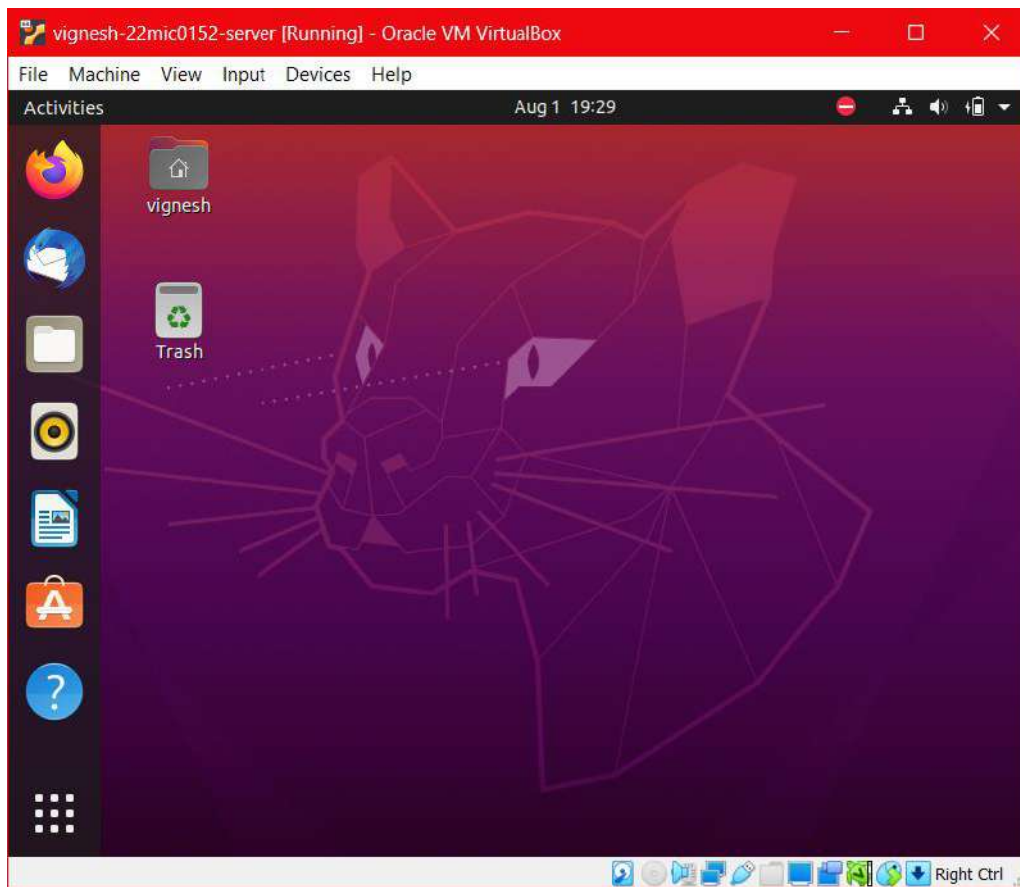 vignesh-22mic0152-server [Running] - Oracle VM VirtualBox
File Machine View Input Devices Help
Activities Aug 1 19:29
vignesh
Trash
Right Ctrl